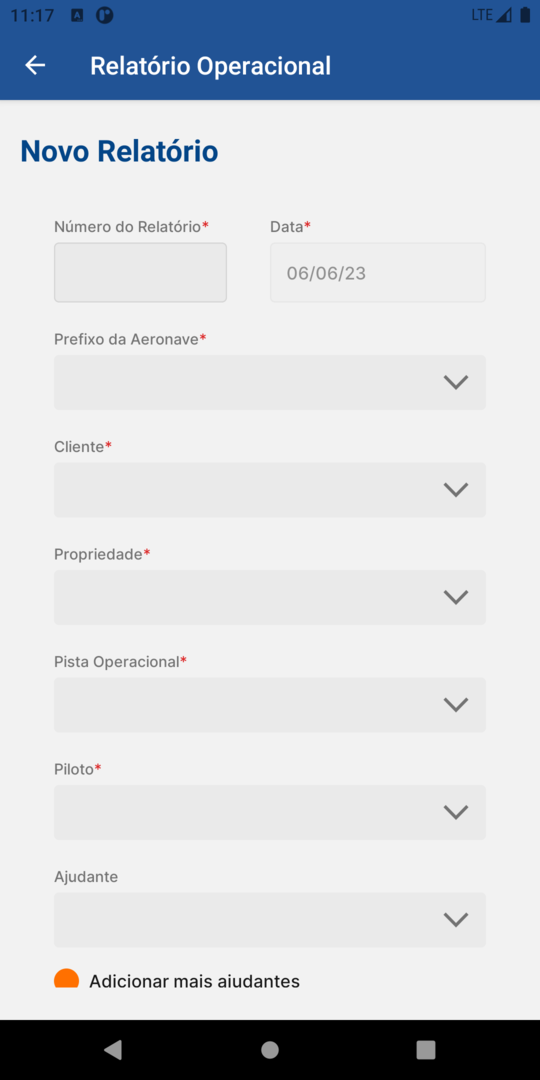 11:17 LTE
Relatório Operacional
Novo Relatório
Número do Relatório* Data*
06/06/23
Prefixo da Aeronave*
Cliente*
Propriedade*
Pista Operacional*
Piloto*
Ajudante
Adicionar mais ajudantes